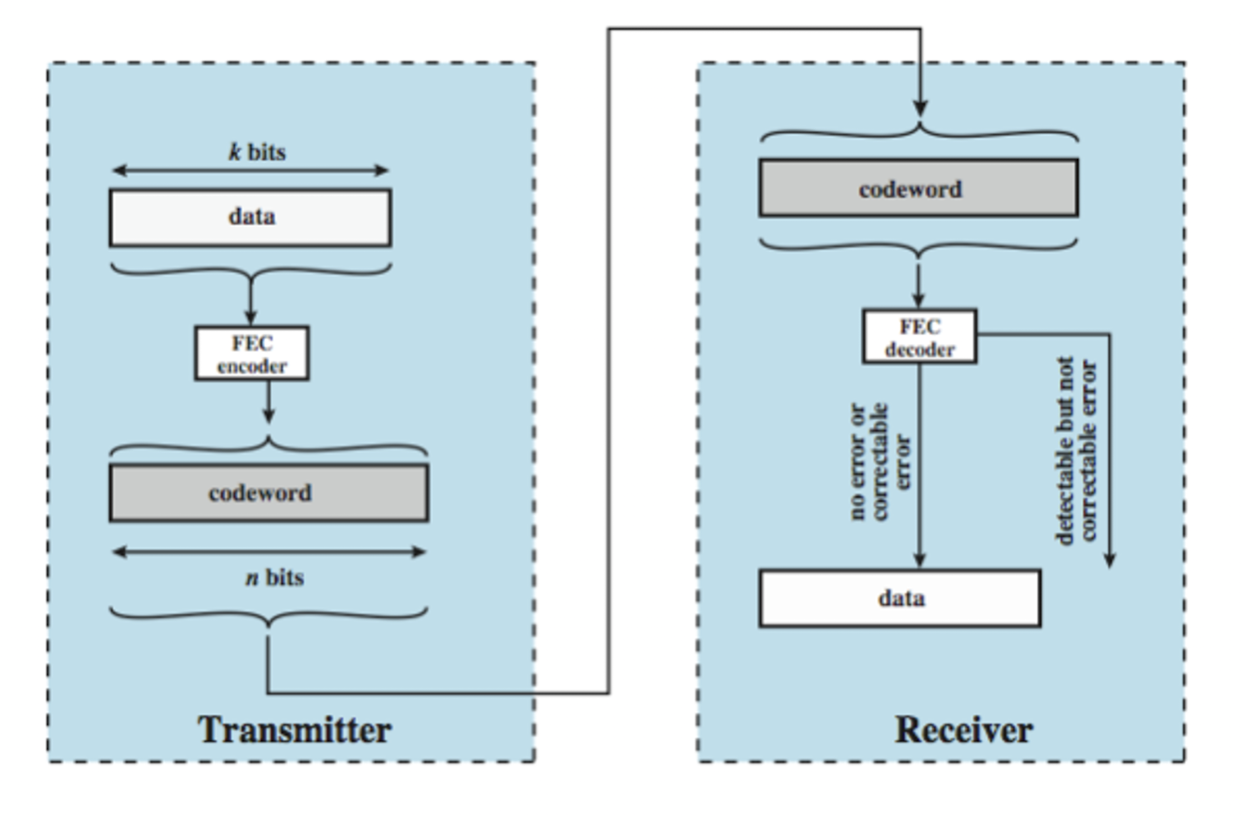 k bits
data
FEC
encoder
codeword
n bits
Transmitter
codeword
FEC
decoder
no error or
correctable
error
detectable but not
correctable error
data
Receiver